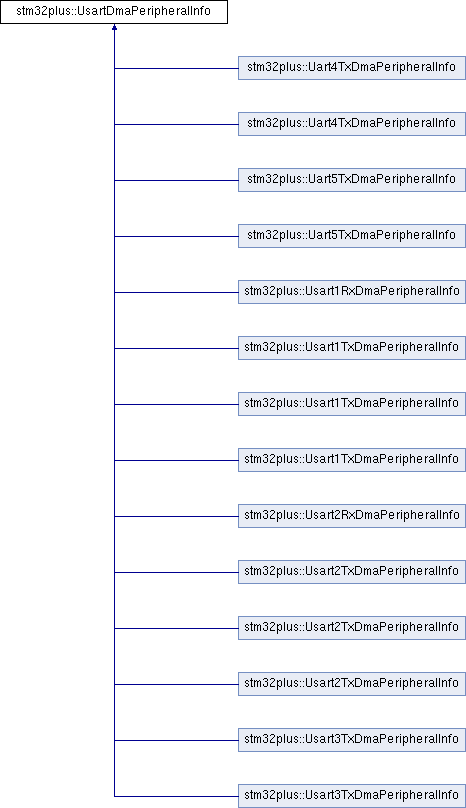 stm32plus::UsartDmaPeripheralInfo
stm32plus::Uart4TxDmaPeripheralInfo
stm32plus::Uart4TxDmaPeripheralInfo
stm32plus::Uart5TxDmaPeripheralInfo
stm32plus::Uart5TxDmaPeripheralInfo
stm32plus::Usart1RxDmaPeripheralInfo
stm32plus::Usart1TxDmaPeripheralInfo
stm32plus::Usart1TxDmaPeripheralInfo
stm32plus::Usart1TxDmaPeripheralInfo
stm32plus::Usart2RxDmaPeripheralInfo
stm32plus::Usart2TxDmaPeripheralInfo
stm32plus::Usart2TxDmaPeripheralInfo
stm32plus::Usart2TxDmaPeripheralInfo
stm32plus::Usart3TxDmaPeripheralInfo
stm32plus::Usart3TxDmaPeripheralInfo